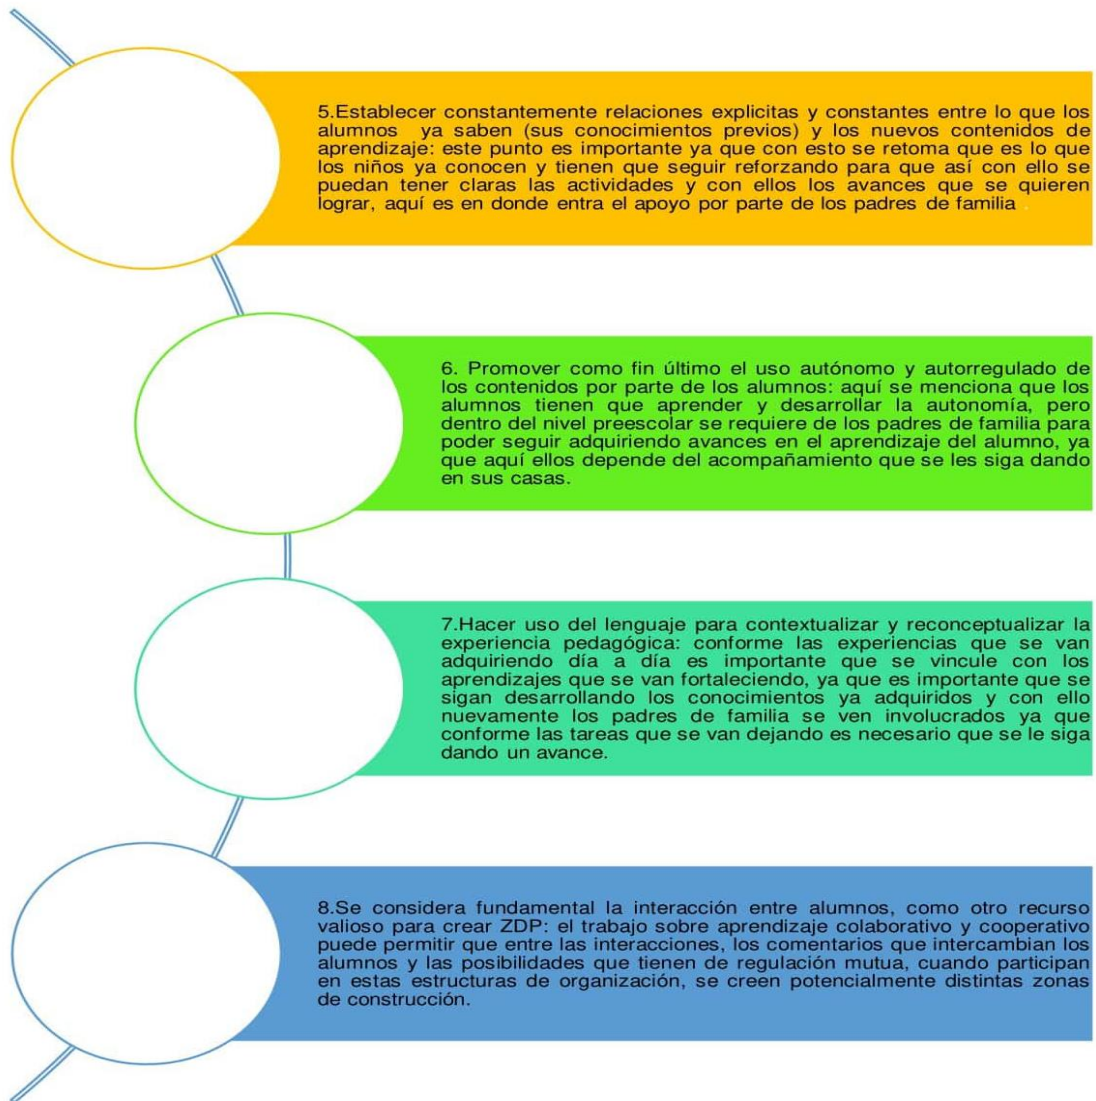 5.Establecer constantemente relaciones explicitas y constantes entre lo que los
alumnos ya saben (sus conocimientos previos) y los nuevos contenidos de
aprendizaje: este punto es importante ya que con esto se retoma que es lo que
los niños ya conocen y tienen que seguir reforzando para que así con ello se
puedan tener claras las actividades y con ellos los avances que se quieren
lograr, aquí es en donde entra el apoyo por parte de los padres de familia .
6. Promover como fin último el uso autónomo y autorregulado de
los contenidos por parte de los alumnos: aquí se menciona que los
alumnos tienen que aprender y desarrollar la autonomía, pero
dentro del nivel preescolar se requiere de los padres de familia para
poder seguir adquiriendo avances en el aprendizaje del alumno, ya
que aquí ellos depende del acompañamiento que se les siga dando
en sus casas.
7.Hacer uso del lenguaje para contextualizar y reconceptualizar la
experiencia pedagógica: conforme las experiencias que se van
adquiriendo día a día es importante que se vincule con los
aprendizajes que se van fortaleciendo, ya que es importante que se
sigan desarrollando los conocimientos ya adquiridos y con ello
nuevamente los padres de familia se ven involucrados ya que
conforme las tareas que se van dejando es necesario que se le siga
dando un avance.
8.Se considera fundamental la interacción entre alumnos, como otro recurso
valioso para crear ZDP: el trabajo sobre aprendizaje colaborativo y cooperativo
puede permitir que entre las interacciones, los comentarios que intercambian los
alumnos y las posibilidades que tienen de regulación mutua, cuando participan
en estas estructuras de organización, se creen potencialmente distintas zonas
de construcción.